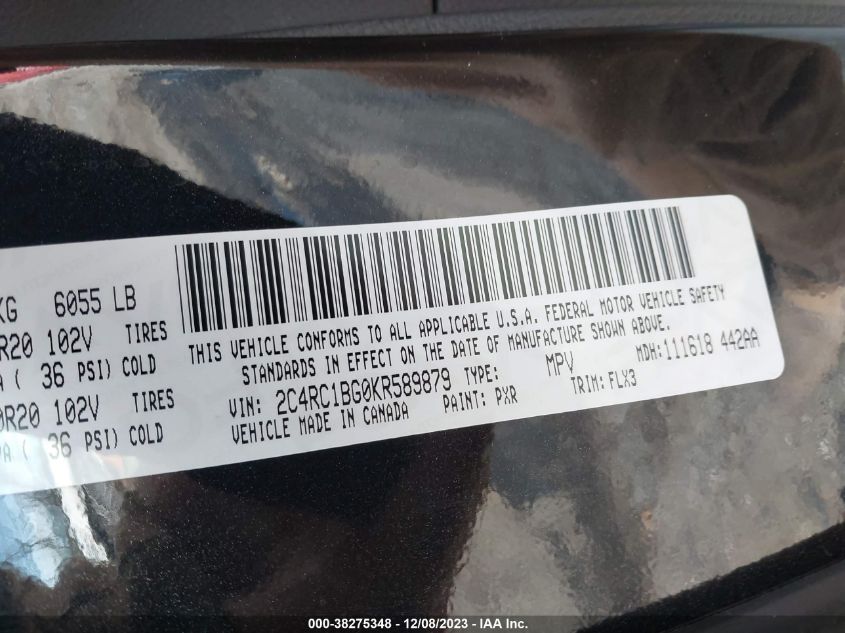 KG 6055 LB
R20 102V TIRES
A ( 36 PSI) COLD
0R20 102V TIRES
PA ( 36 PSI) COLD
THIS VEHICLE CONFORMS TO ALL APPLICABLE U.S.A. FEDERAL MOTOR VEHICLE SAFETY
STANDARDS IN EFFECT ON THE DATE OF MANUFACTURE SHOWN ABOVE.
VIN: 2C4RC1BG0KR589879 TYPE: MPV MDH:111618 442AA
VEHICLE MADE IN CANADA PAINT: PXR TRIM:FLX3
000-38275348 - 12/08/2023 - IAA Inc.